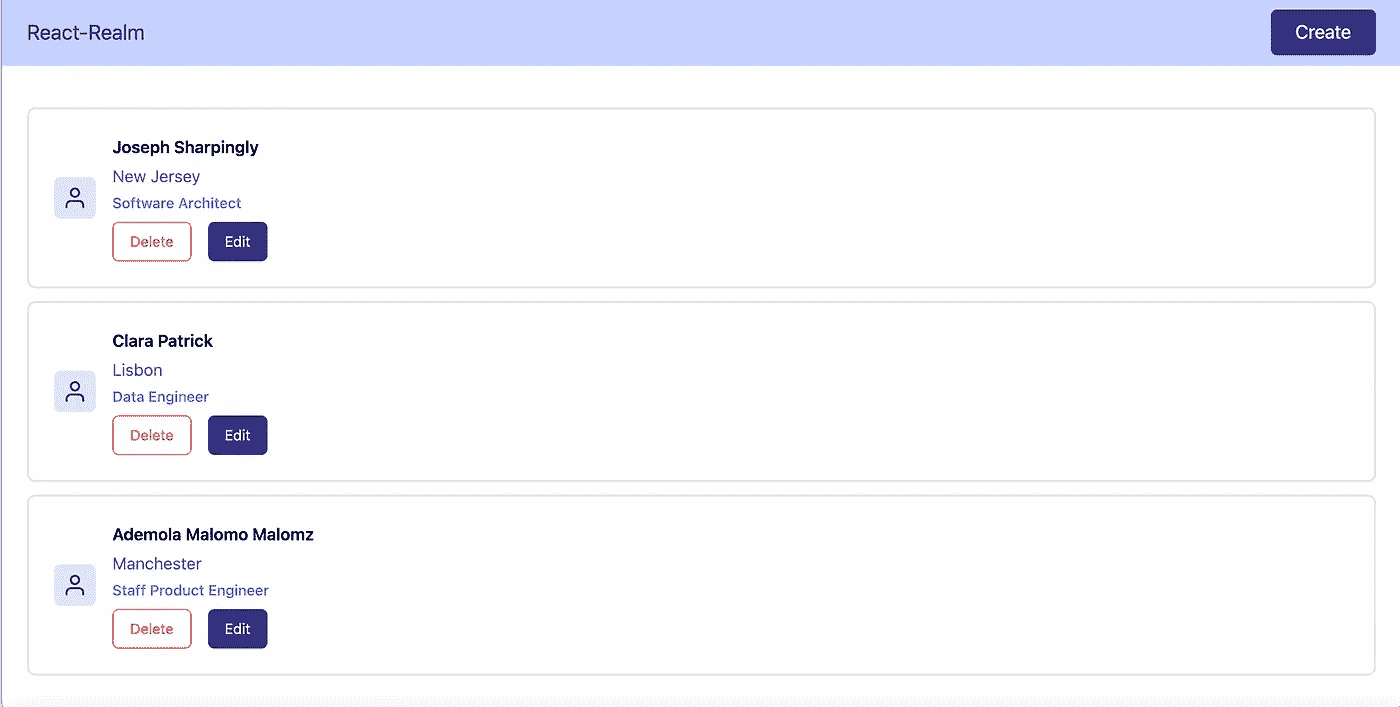 React-Realm
Create
Joseph Sharpingly
New Jersey
Software Architect
Delete Edit
Clara Patrick
Lisbon
Data Engineer
Delete Edit
Ademola Malomo Malomz
Manchester
Staff Product Engineer
Delete Edit